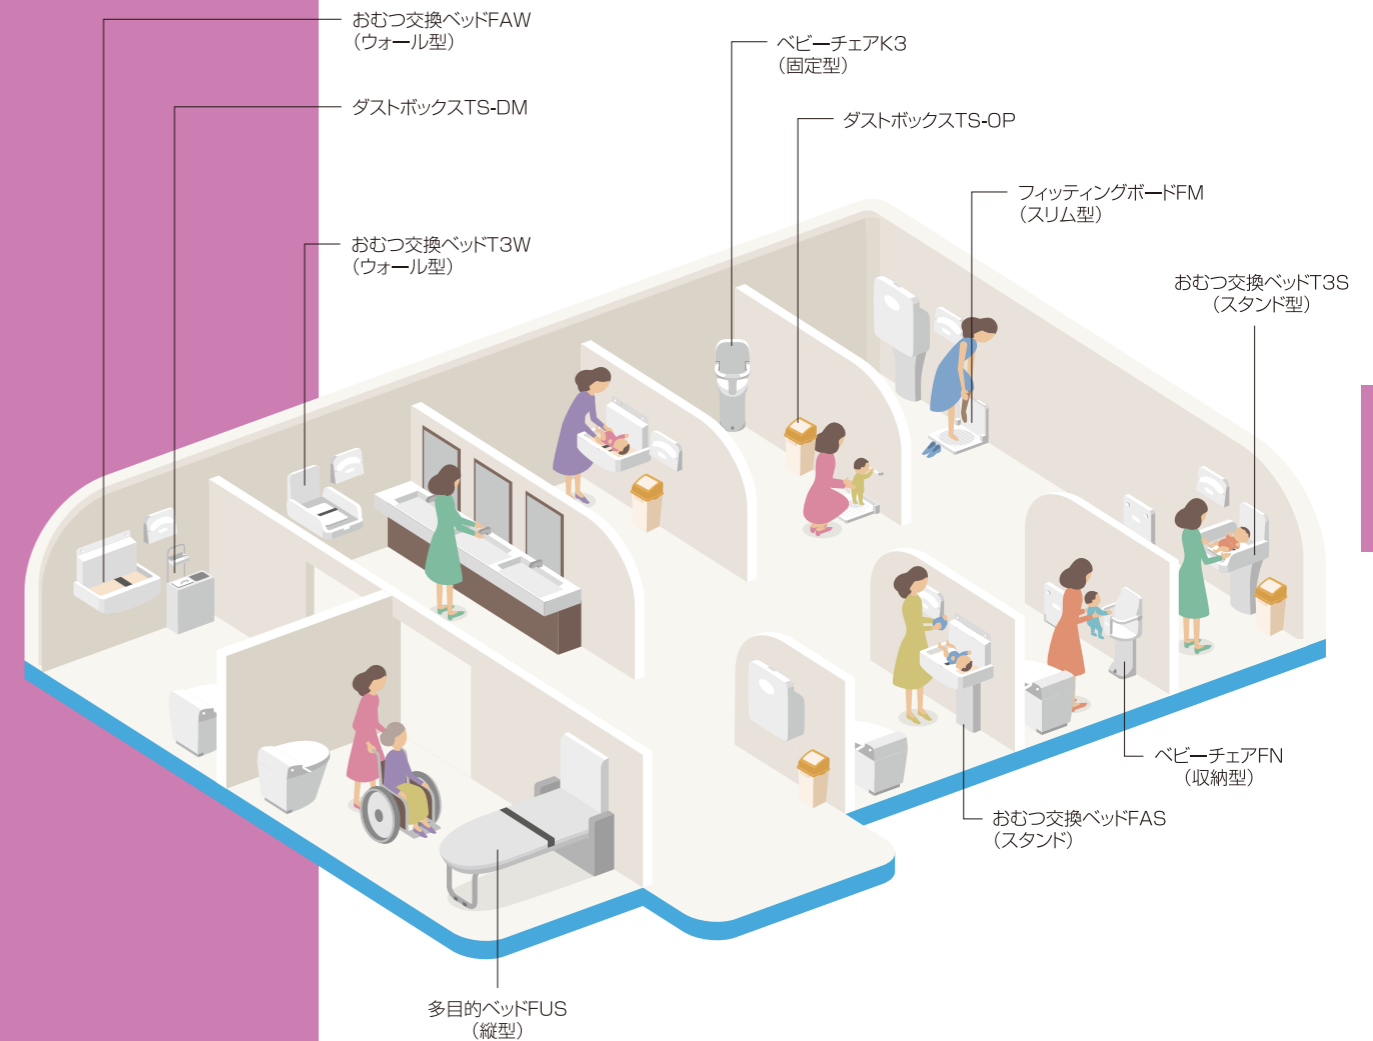 おむつ交換ベッドFAW
（ウォール型）
ダストボックスTS-DM
おむつ交換ベッドT3W
（ウォール型）
ベビーチェアK3
（固定型）
ダストボックスTS-OP
フィッティングボードFM
（スリム型）
おむつ交換ベッドT3S
（スタンド型）
ベビーチェアFN
（収納型）
おむつ交換ベッドFAS
（スタンド）
多目的ベッドFUS
（縦型）